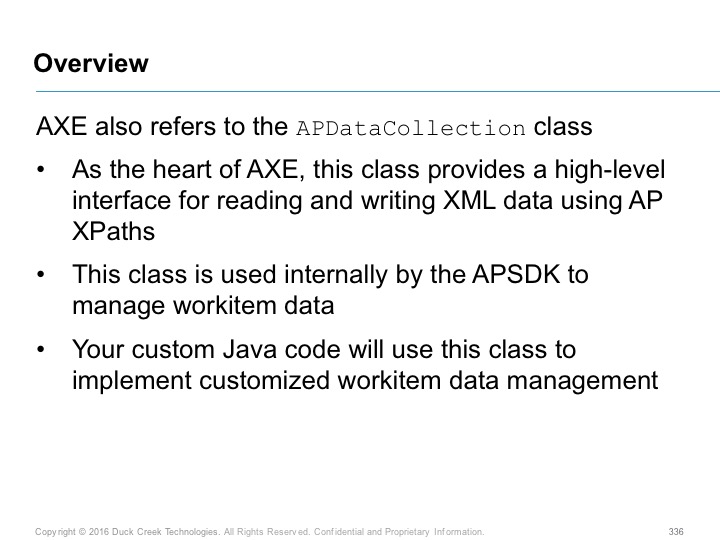 Overview
AXE also refers to the APDataCollection class
• As the heart of AXE, this class provides a high-level
interface for reading and writing XML data using AP
XPaths
• This class is used internally by the APSDK to
manage workitem data
• Your custom Java code will use this class to
implement customized workitem data management
Copyright © 2016 Duck Creek Technologies. All Rights Reserved. Confidential and Proprietary Information. 336